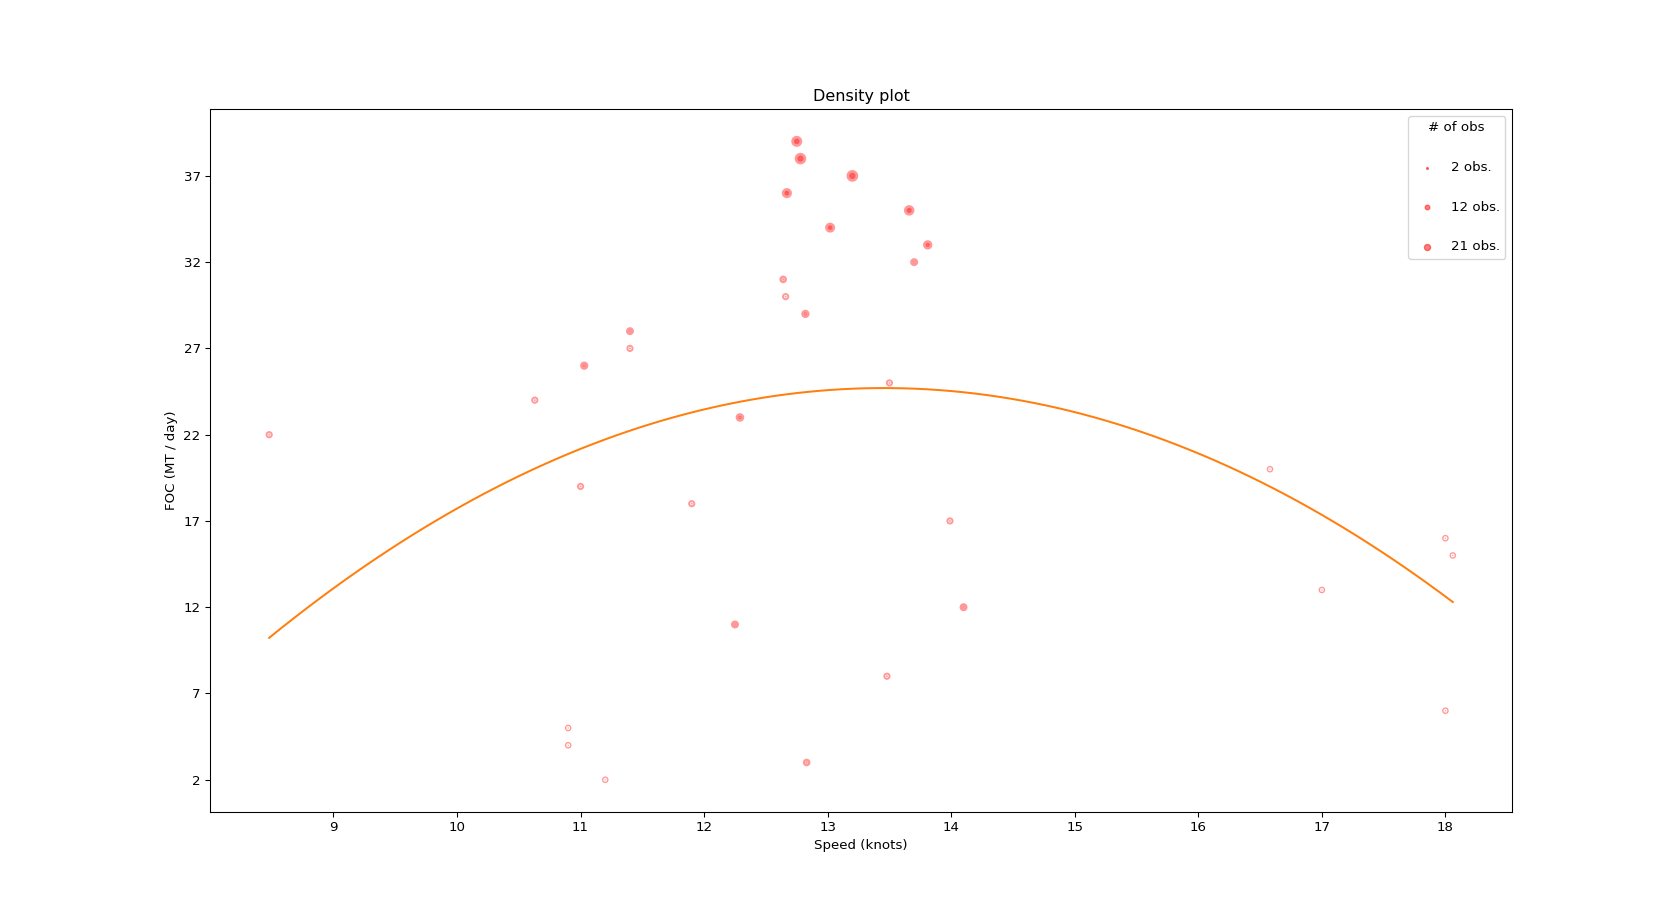 Density plot
# of obs
2 obs.
12 obs.
21 obs.
FOC (MT / day)
37
32
27
22
17
12
7
2
9 10 11 12 13 14 15 16 17 18
Speed (knots)